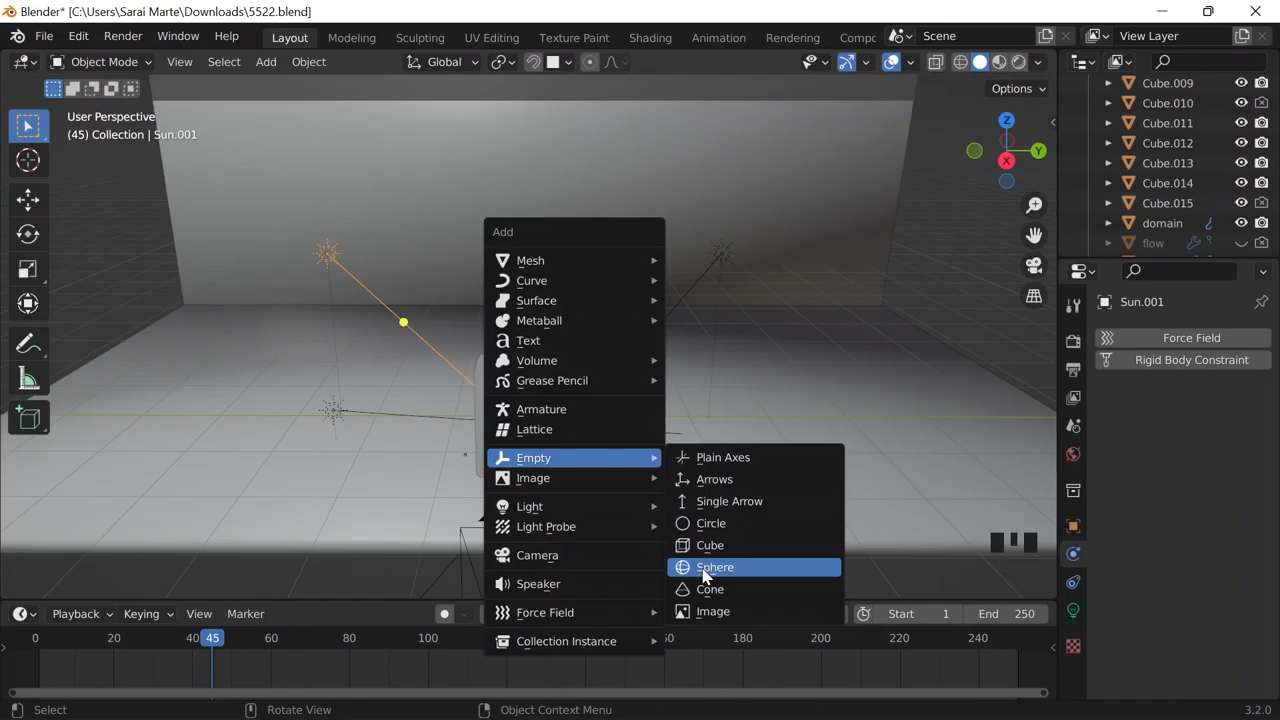 Blender* [C:\Users\Sarai Marte\Downloads\5522.blend]
File Edit Render Window Help Layout Modeling Sculpting UV Editing Texture Paint Shading Animation Rendering Compc Scene View Layer
Object Mode View Select Add Object Global
Options
User Perspective
(45) Collection | Sun.001
Z
Y
X
Cube.009
Cube.010
Cube.011
Cube.012
Cube.013
Cube.014
Cube.015
domain
flow
Sun.001
Force Field
Rigid Body Constraint
Add
Mesh
Curve
Surface
Metaball
Text
Volume
Grease Pencil
Armature
Lattice
Empty
Image
Light
Light Probe
Camera
Speaker
Force Field
Collection Instance
Plain Axes
Arrows
Single Arrow
Circle
Cube
Sphere
Cone
Image
Playback Keying View Marker Start 1 End 250
0 20 40 45 60 80 100 60 180 200 220 240
Select Rotate View Object Context Menu 3.2.0